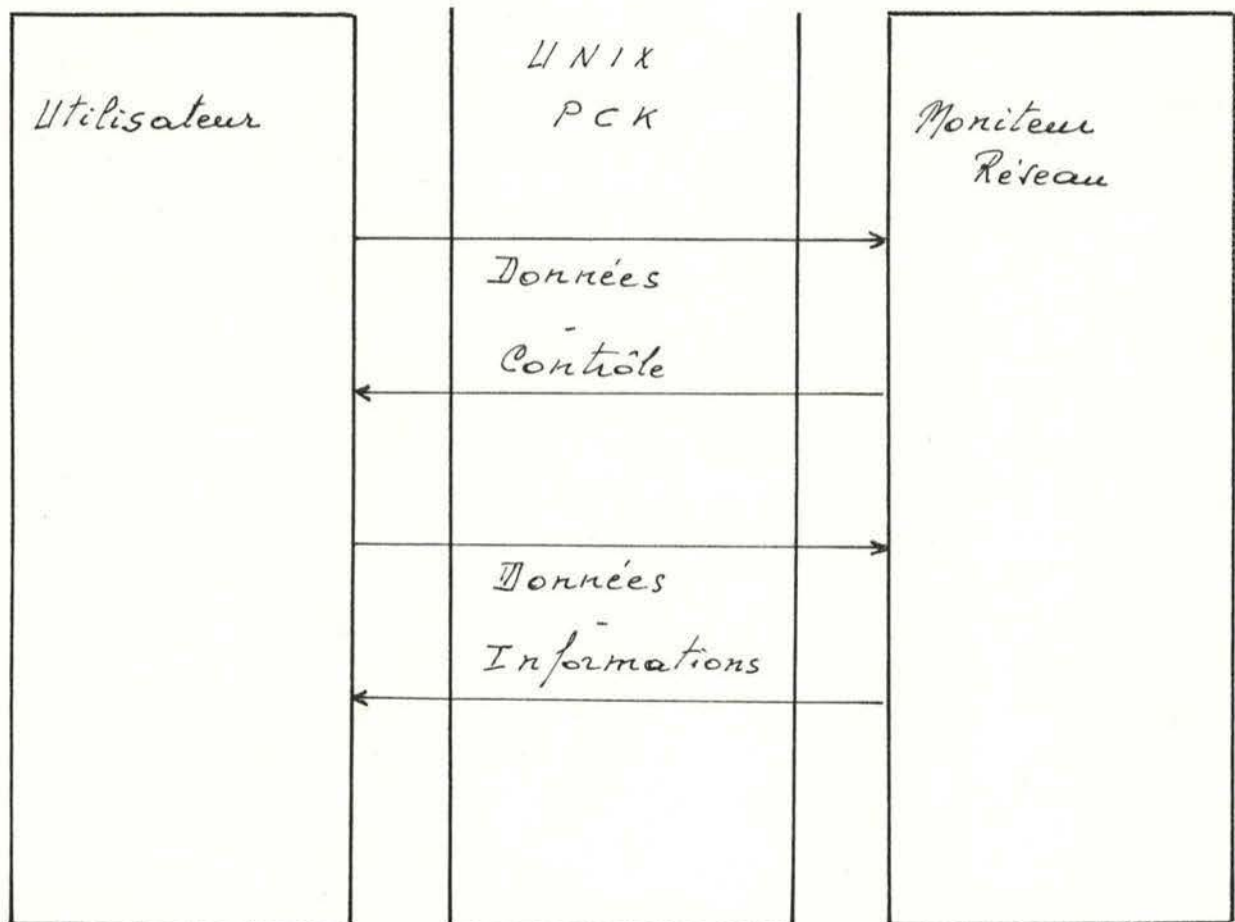 Utilisateur
UNIX
PCK
Moniteur
Réseau
Données
-
Contrôle
Données
-
Informations